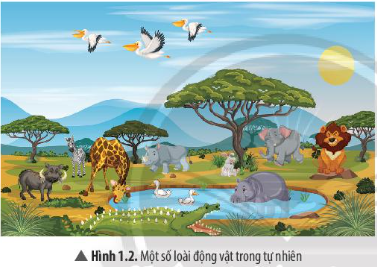 ▲ Hình 1.2. Một số loài động vật trong tự nhiên